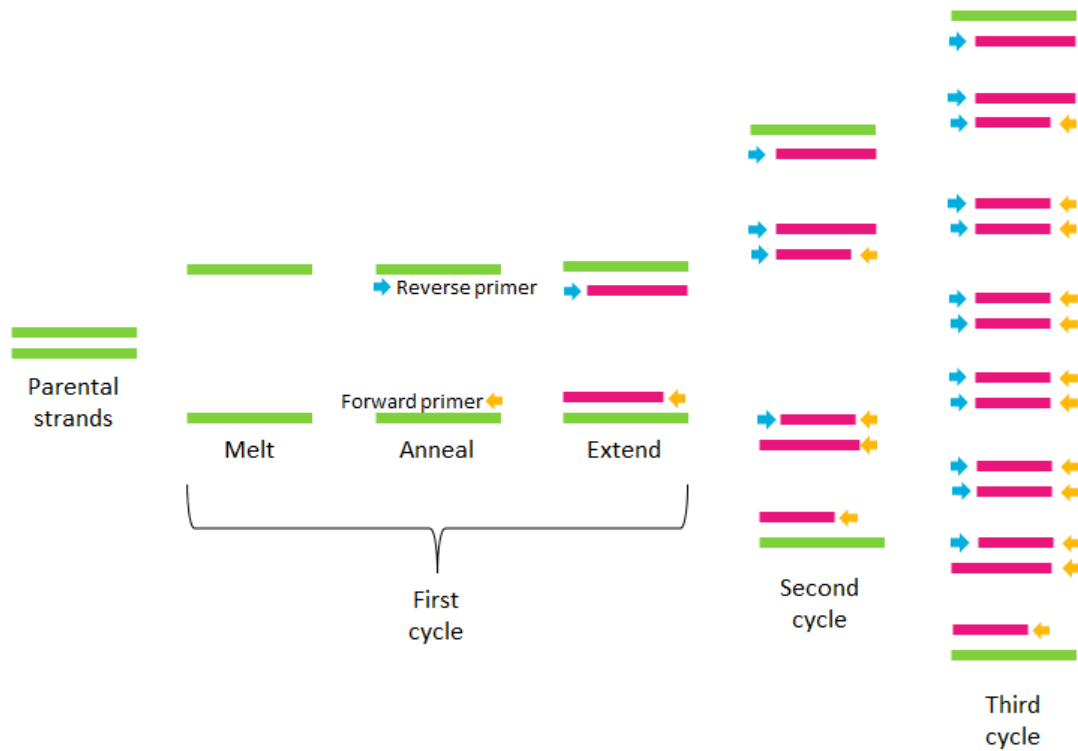 Parental
strands
Melt
Reverse primer
Forward primer
Anneal
Extend
First
cycle
Second
cycle
Third
cycle